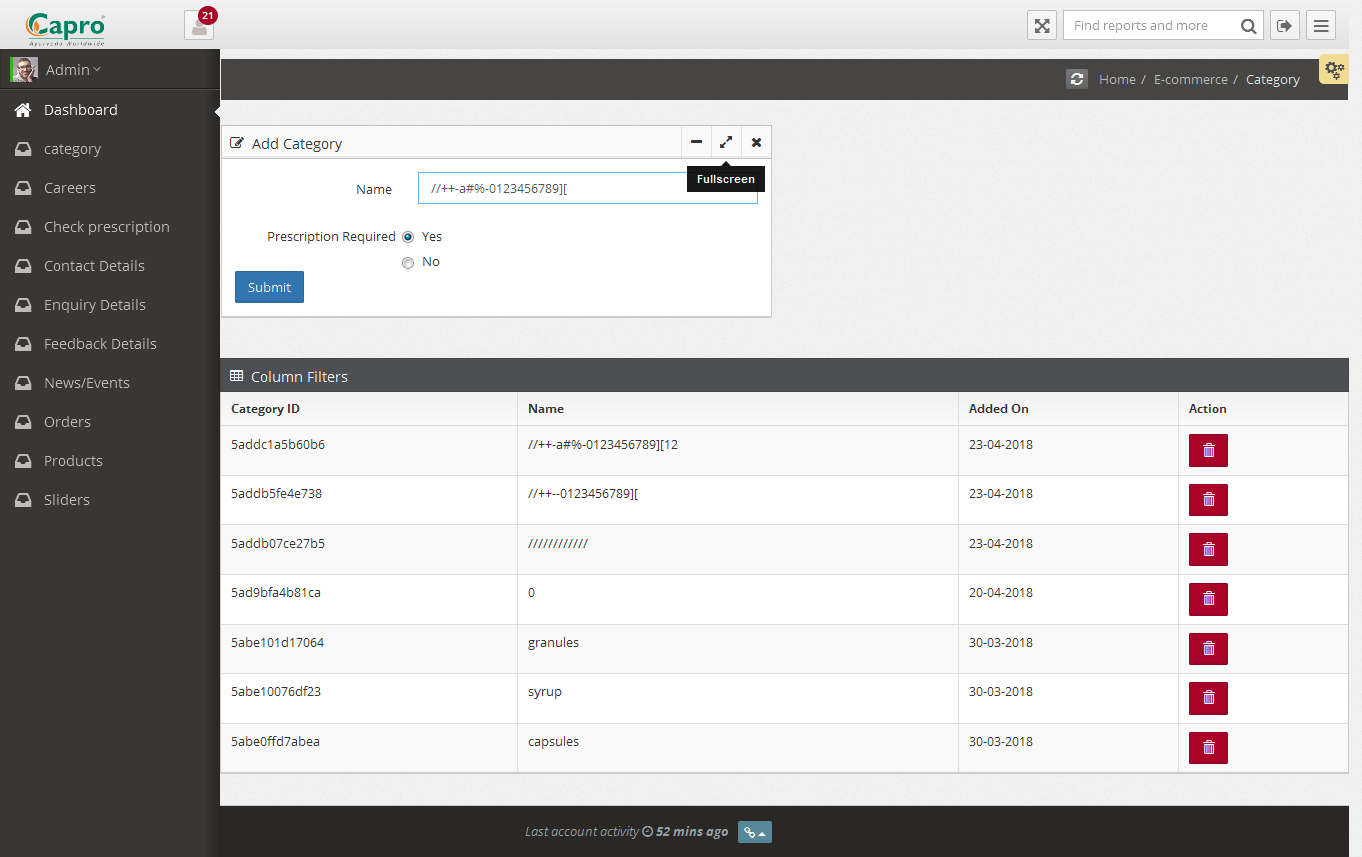 Capro
Ayurveda Worldwide
21
Find reports and more
Admin
Home / E-commerce / Category
Dashboard
category
Careers
Check prescription
Contact Details
Enquiry Details
Feedback Details
News/Events
Orders
Products
Sliders
Add Category
Fullscreen
Name //++-a#%-0123456789][
Prescription Required Yes
No
Submit
Column Filters
Category ID Name Added On Action
5addc1a5b60b6 //++-a#%-0123456789][12 23-04-2018
5addb5fe4e738 //++--0123456789][ 23-04-2018
5addb07ce27b5 //////////// 23-04-2018
5ad9bfa4b81ca 0 20-04-2018
5abe101d17064 granules 30-03-2018
5abe10076df23 syrup 30-03-2018
5abe0ffd7abea capsules 30-03-2018
Last account activity 52 mins ago